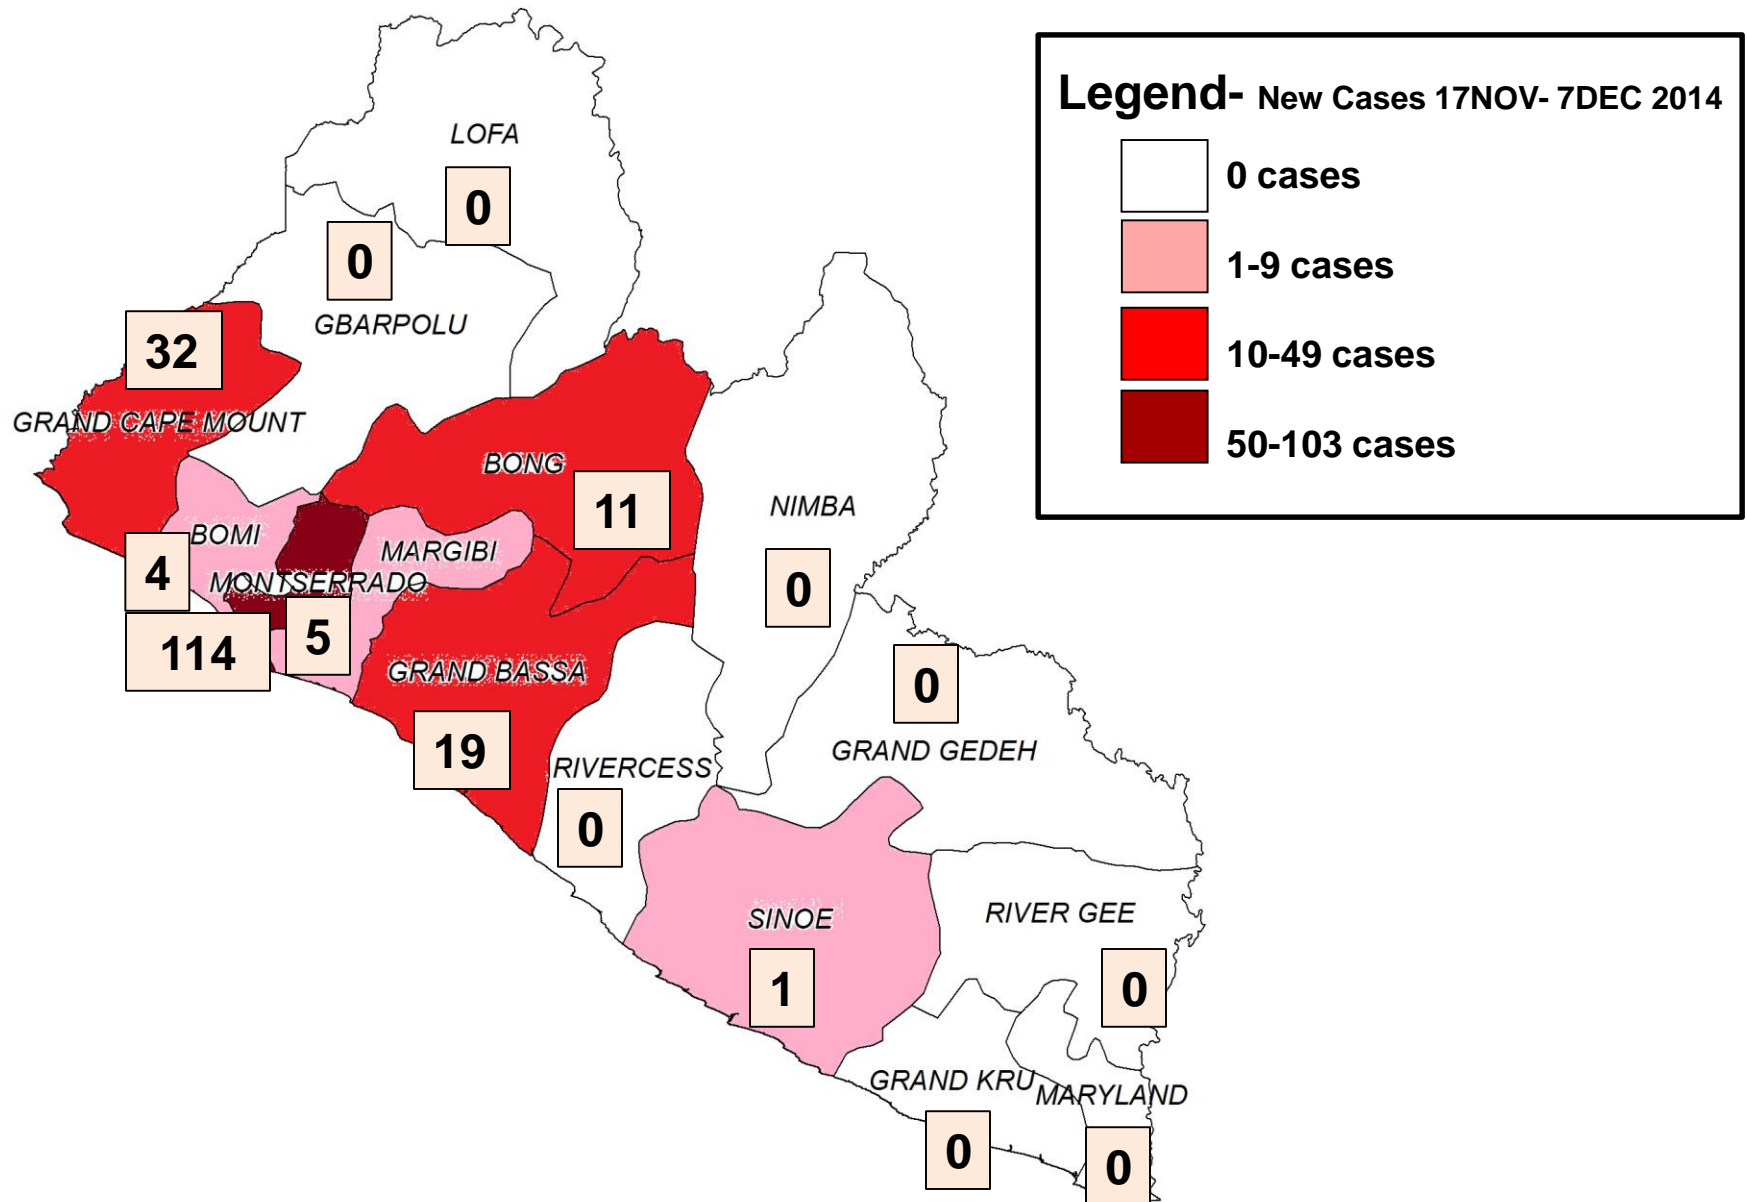 Legend- New Cases 17NOV- 7DEC 2014
0 cases
1-9 cases
10-49 cases
50-103 cases
LOFA
0
0
GBARPOLU
32
GRAND CAPE MOUNT
BONG
11
NIMBA
0
BOMI
MARGIBI
4
MONTSERRADO
5
114
GRAND BASSA
19
0
GRAND GEDEH
RIVERCESS
0
SINOE
1
RIVER GEE
0
GRAND KRU
MARYLAND
0
0